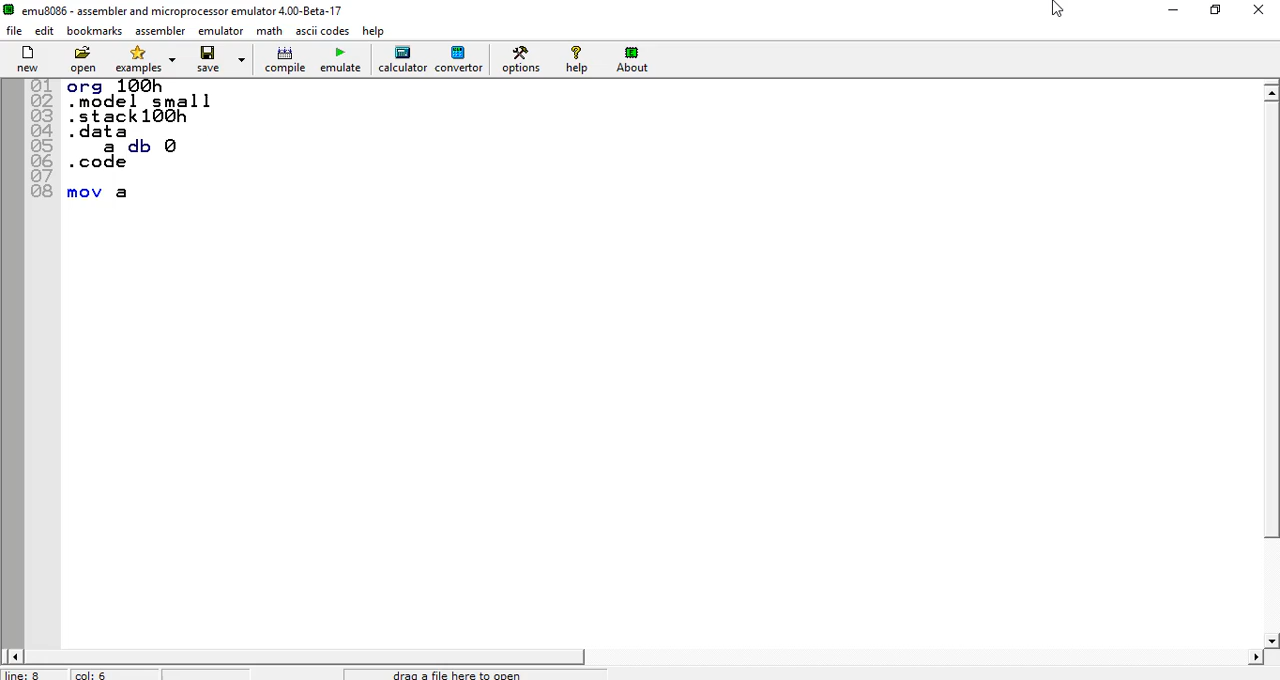 emu8086 - assembler and microprocessor emulator 4.00-Beta-17
file edit bookmarks assembler emulator math ascii codes help
new open examples save compile emulate calculator convertor options help About
01 org 100h
02 .model small
03 .stack100h
04 .data
05 a db 0
06 .code
07
08 mov a
line: 8 col: 6 drag a file here to open